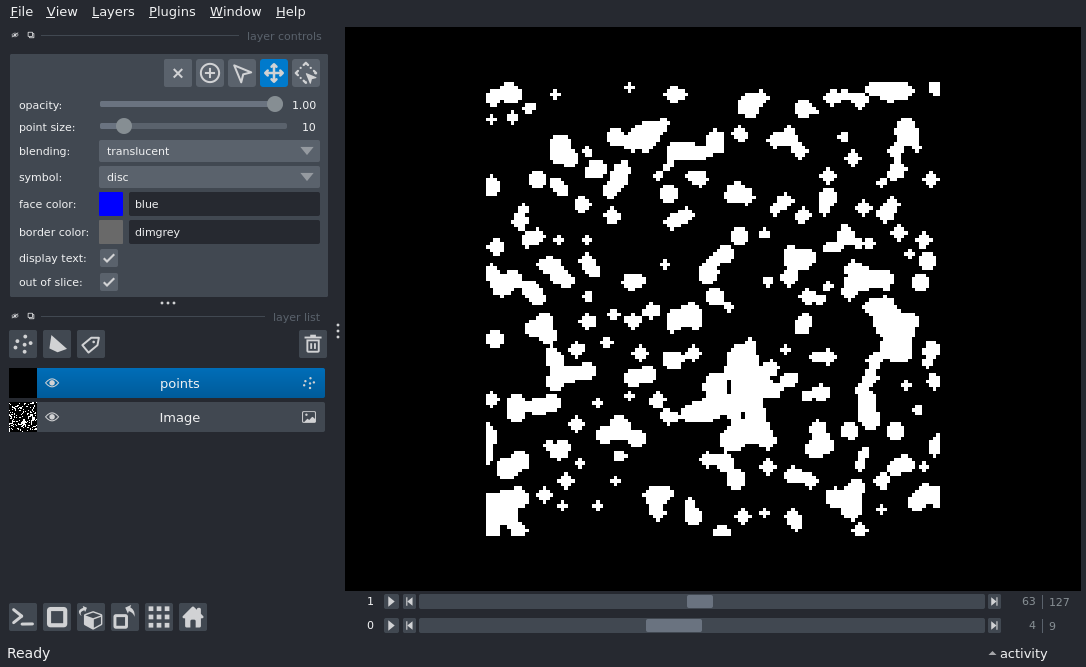 File View Layers Plugins Window Help
layer controls
opacity: 1.00
point size: 10
blending: translucent
symbol: disc
face color: blue
border color: dimgrey
display text:
out of slice:
layer list
points
Image
1 63 127
0 4 9
Ready activity